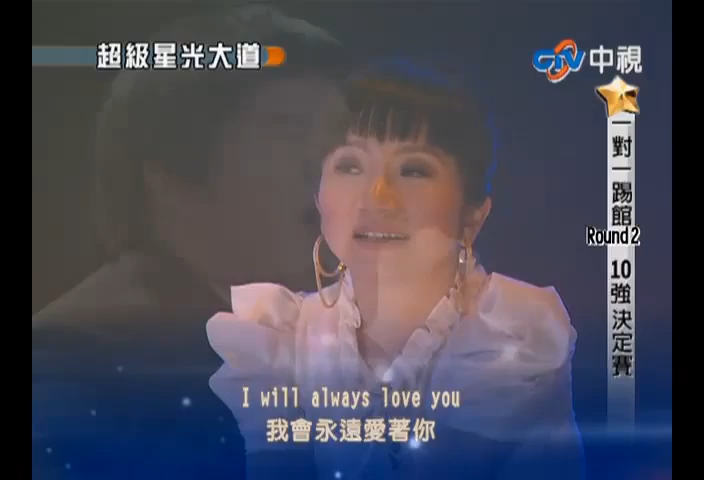 超級星光大道
CTV中視
一對一踢館
Round 2
10強決定賽
I will always love you
我會永遠愛著你